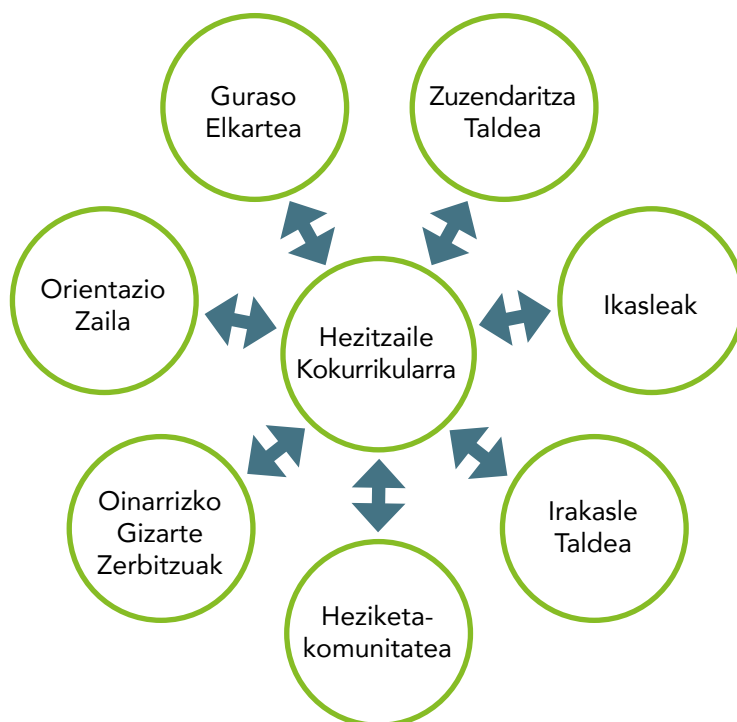 Guraso
Elkartea
Zuzendaritza
Taldea
Orientazio
Zaila
Ikasleak
Hezitzaile
Kokurrikularra
Oinarrizko
Gizarte
Zerbitzuak
Irakasle
Taldea
Heziketa-
komunitatea